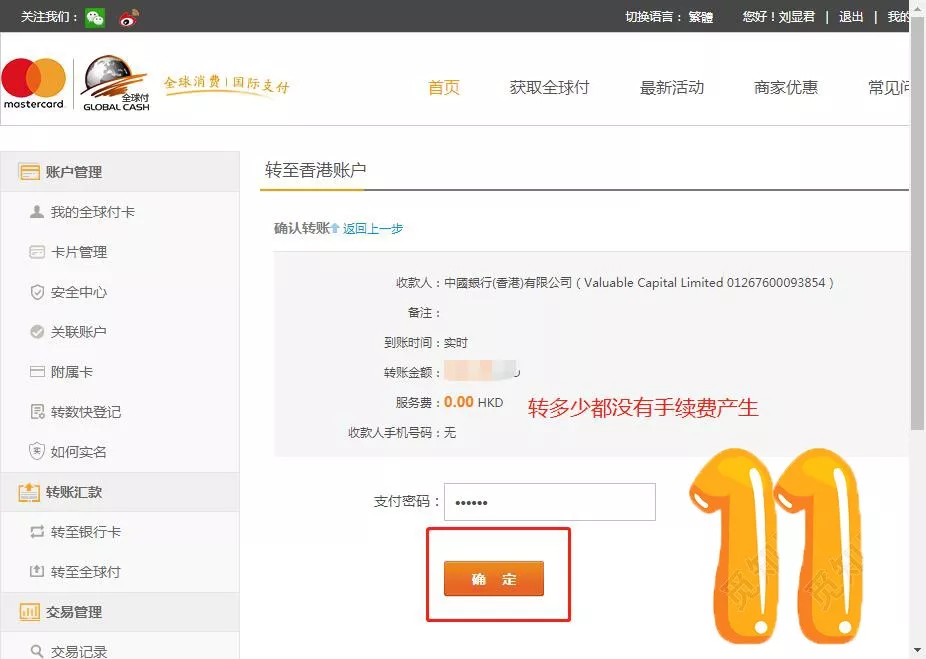 关注我们：
切换语言： 繁體 您好！刘显君 | 退出 | 我的
mastercard
全球付
GLOBAL CASH
全球消费|国际支付
首页 获取全球付 最新活动 商家优惠 常见问
账户管理
我的全球付卡
卡片管理
安全中心
关联账户
附属卡
转数快登记
如何实名
转账汇款
转至银行卡
转至全球付
交易管理
交易记录
转至香港账户
确认转账 返回上一步
收款人：中國銀行(香港)有限公司 ( Valuable Capital Limited 01267600093854 )
备注：
到账时间：实时
转账金额：
服务费：0.00 HKD
转多少都没有手续费产生
收款人手机号码：无
支付密码：••••••
确 定
11